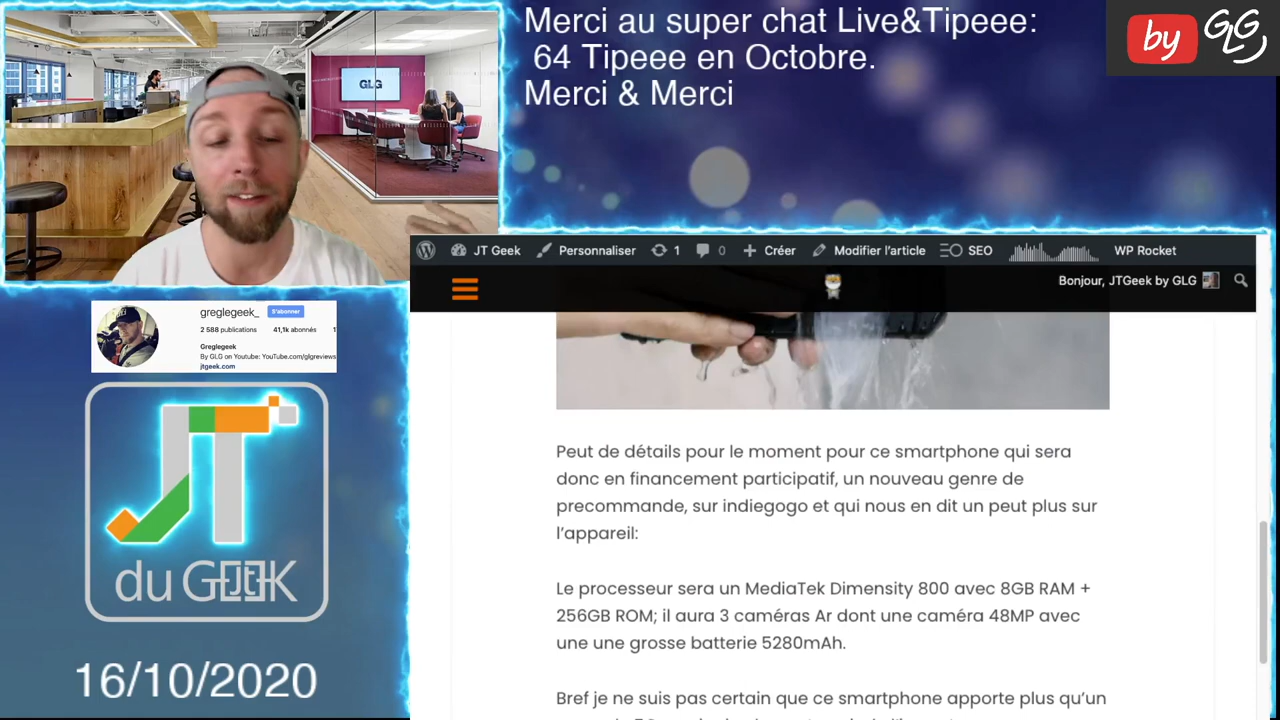 Merci au super chat Live&Tipeee:
64 Tipeee en Octobre.
Merci & Merci
by GLG
GLG
JT Geek
Personnaliser
1
0
Créer
Modifier l'article
SEO
WP Rocket
Bonjour, JTGeek by GLG
greglegeek_
S'abonner
2 588 publications
41,1k abonnés
1
Greglegeek
By GLG on Youtube: YouTube.com/glgreviews
jtgeek.com
JT
du GEEK
16/10/2020
Peut de détails pour le moment pour ce smartphone qui sera
donc en financement participatif, un nouveau genre de
precommande, sur indiegogo et qui nous en dit un peut plus sur
l'appareil:
Le processeur sera un MediaTek Dimensity 800 avec 8GB RAM +
256GB ROM; il aura 3 caméras Ar dont une caméra 48MP avec
une une grosse batterie 5280mAh.
Bref je ne suis pas certain que ce smartphone apporte plus qu'un